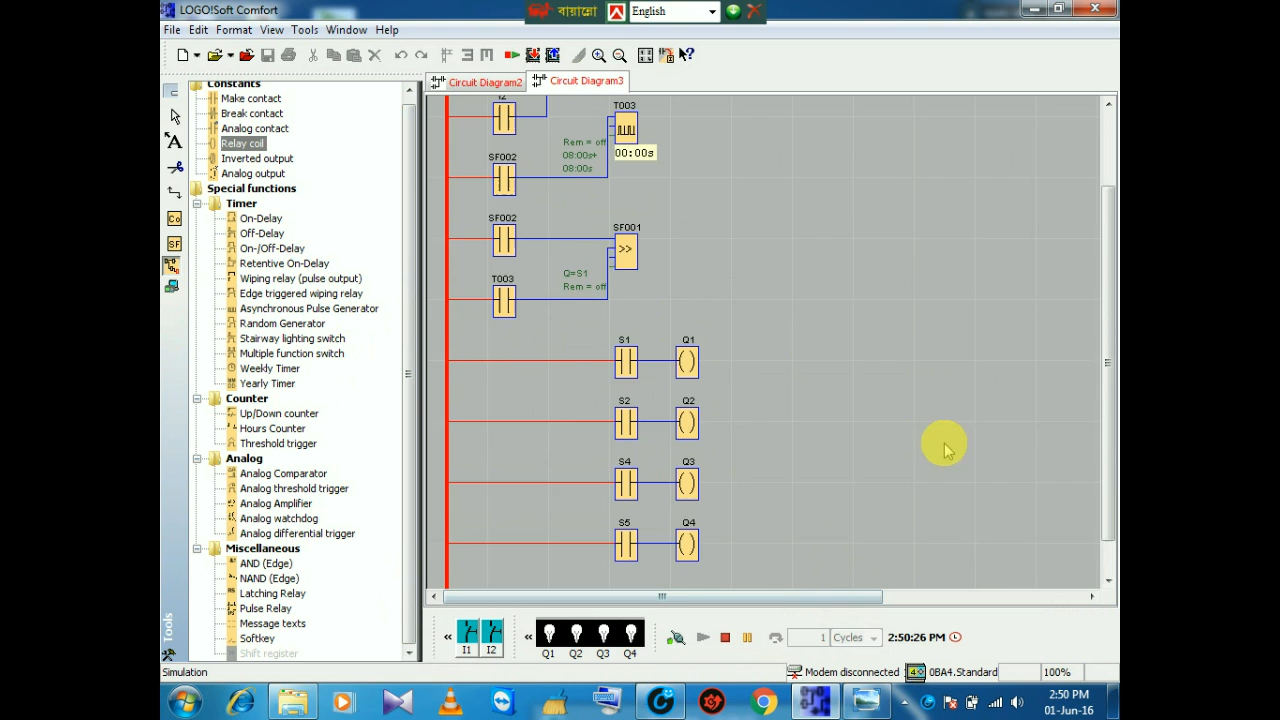 LOGO!Soft Comfort
বায়ান্নো
English
File Edit Format View Tools Window Help
Circuit Diagram2
Circuit Diagram3
Constants
Make contact
Break contact
Analog contact
Relay coil
Inverted output
Analog output
Special functions
Timer
On-Delay
Off-Delay
On-/Off-Delay
Retentive On-Delay
Wiping relay (pulse output)
Edge triggered wiping relay
Asynchronous Pulse Generator
Random Generator
Stairway lighting switch
Multiple function switch
Weekly Timer
Yearly Timer
Counter
Up/Down counter
Hours Counter
Threshold trigger
Analog
Analog Comparator
Analog threshold trigger
Analog Amplifier
Analog watchdog
Analog differential trigger
Miscellaneous
AND (Edge)
NAND (Edge)
Latching Relay
Pulse Relay
Message texts
Softkey
Shift register
Co
SF
Tools
T003
Rem = off
08:00s+
08:00s
00:00s
SF002
SF002
SF001
>>
T003
Q=S1
Rem = off
S1 Q1
S2 Q2
S4 Q3
S5 Q4
« I1 I2 « Q1 Q2 Q3 Q4
1 Cycles 2:50:26 PM
Simulation
Modem disconnected
0BA4.Standard
100%
2:50 PM
01-Jun-16